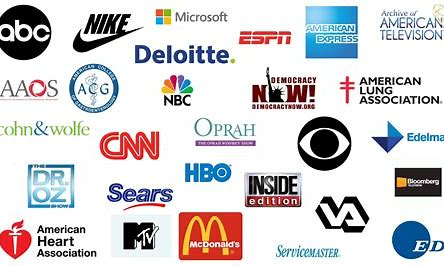 abc
NIKE
Microsoft
Deloitte.
ESPN
AMERICAN
EXPRESS
Archive of
AMERICAN
TELEVISION
AAOS
AMERICAN COLLEGE
ACG
NBC
DEMOCRACY
NOW!
DEMOCRACYNOW.ORG
AMERICAN
LUNG
ASSOCIATION
cohn&wolfe
CNN
OPRAH
THE OPRAH WINFREY SHOW
Edelma
THE
DR.
OZ
SHOW
Sears
HBO
INSIDE
edition
Bloomberg
TELEVISION
VA
American
Heart
Association
MTV
McDonald's
ServiceMASTER
ED